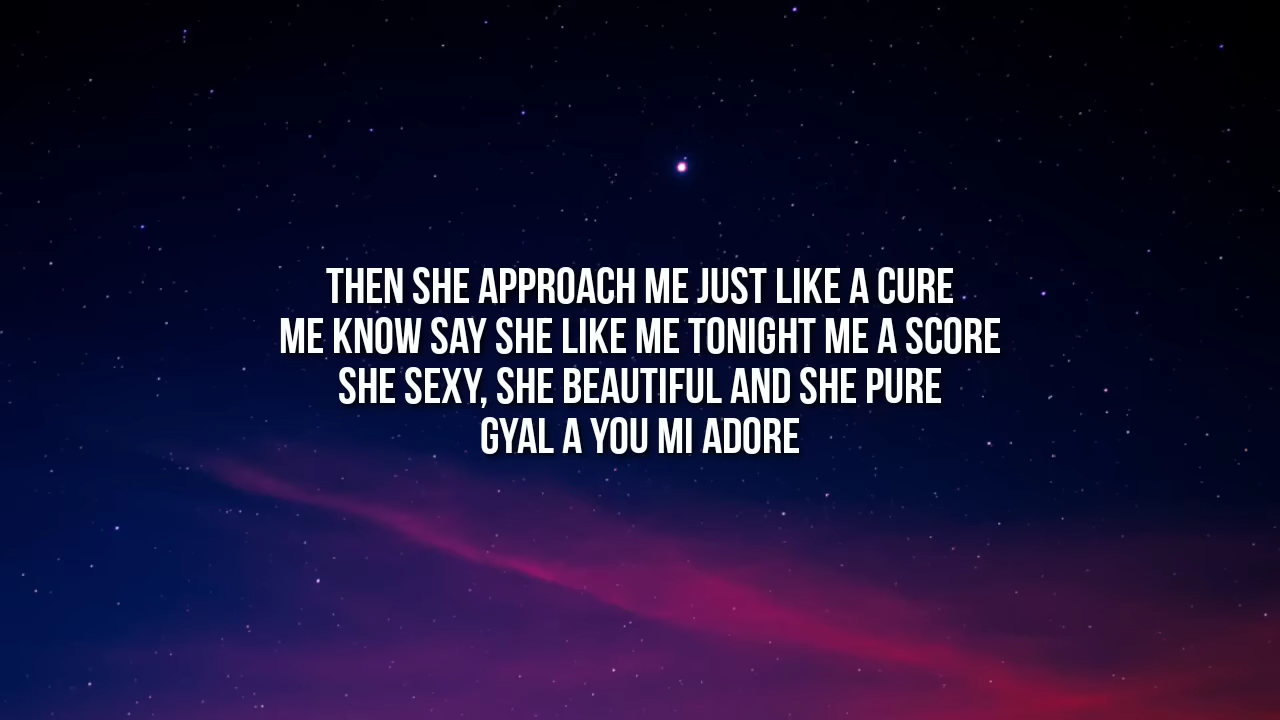 THEN SHE APPROACH ME JUST LIKE A CURE
ME KNOW SAY SHE LIKE ME TONIGHT ME A SCORE
SHE SEXY, SHE BEAUTIFUL AND SHE PURE
GYAL A YOU MI ADORE